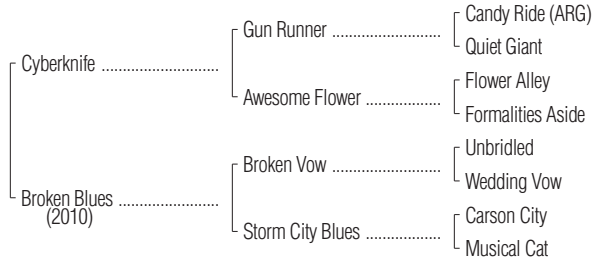 Candy Ride (ARG)
Gun Runner ................................
Quiet Giant
Cyberknife ...................................
Flower Alley
Awesome Flower ......................
Formalities Aside
Unbridled
Broken Vow ................................
Wedding Vow
Broken Blues ..............................
(2010)
Carson City
Storm City Blues ......................
Musical Cat